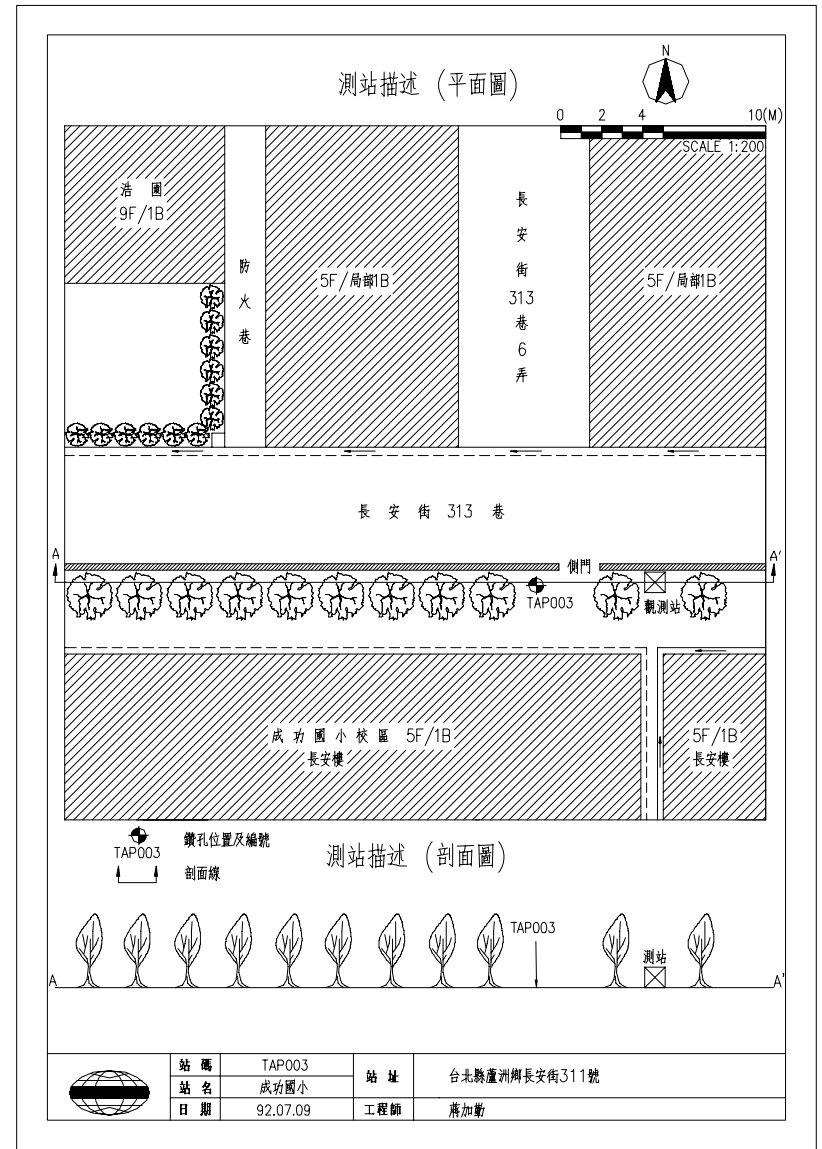 測站描述 (平面圖)
N
0 2 4 10(M)
SCALE 1:200
浩 園
9F/1B
防火巷
5F/局部1B
長安街313巷6弄
5F/局部1B
長 安 街 313 巷
A
A'
側門
TAP003
觀測站
成 功 國 小 校 區 5F/1B
長安樓
5F/1B
長安樓
TAP003
鑽孔位置及編號
剖面線
測站描述 (剖面圖)
TAP003
測站
A
A'
站 碼 TAP003
站 名 成功國小
日 期 92.07.09
站 址 台北縣蘆洲鄉長安街311號
工程師 蔣加勤